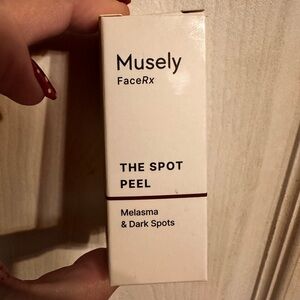 Musely
FaceRx
THE SPOT
PEEL
Melasma
& Dark Spots